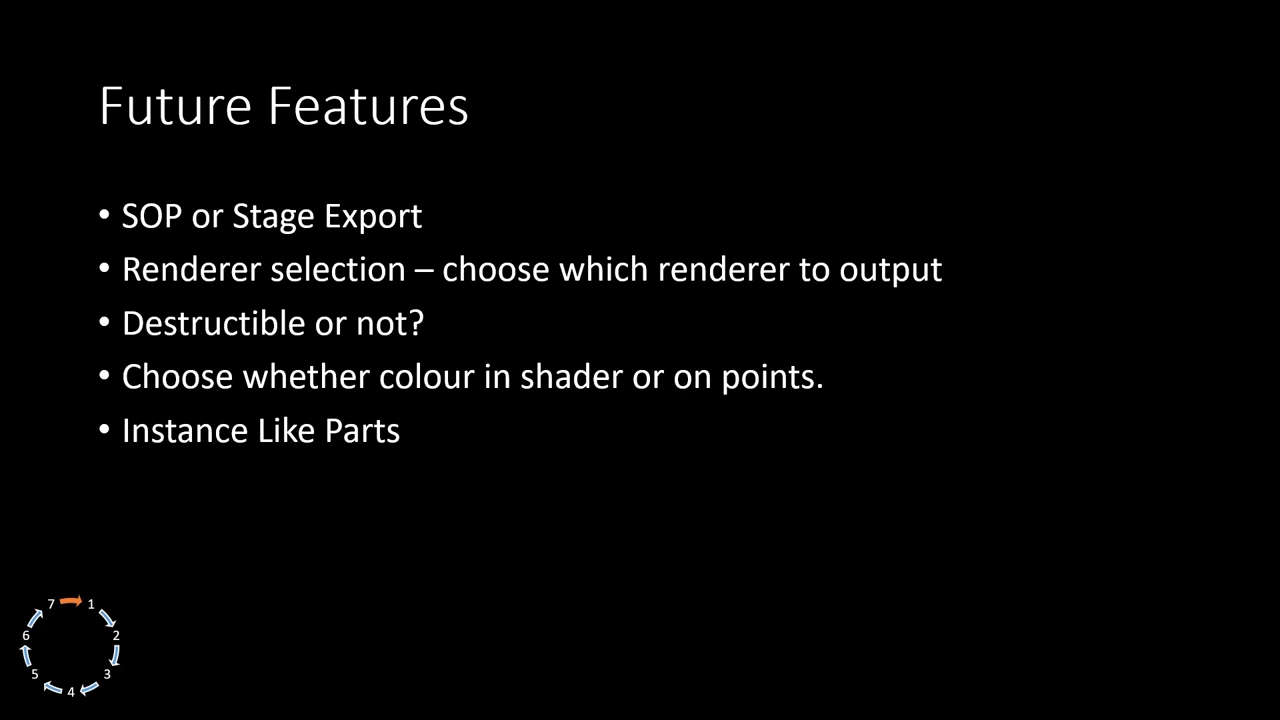 Future Features
• SOP or Stage Export
• Renderer selection – choose which renderer to output
• Destructible or not?
• Choose whether colour in shader or on points.
• Instance Like Parts
7 1
6 2
5 3
4